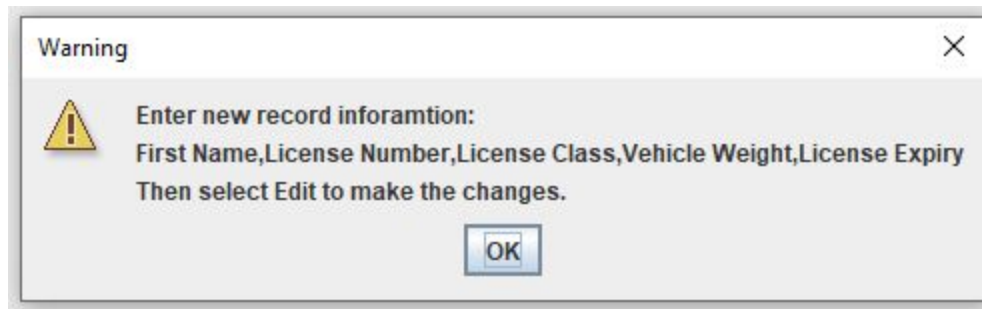 Warning
Enter new record inforamtion:
First Name,License Number,License Class,Vehicle Weight,License Expiry
Then select Edit to make the changes.
OK